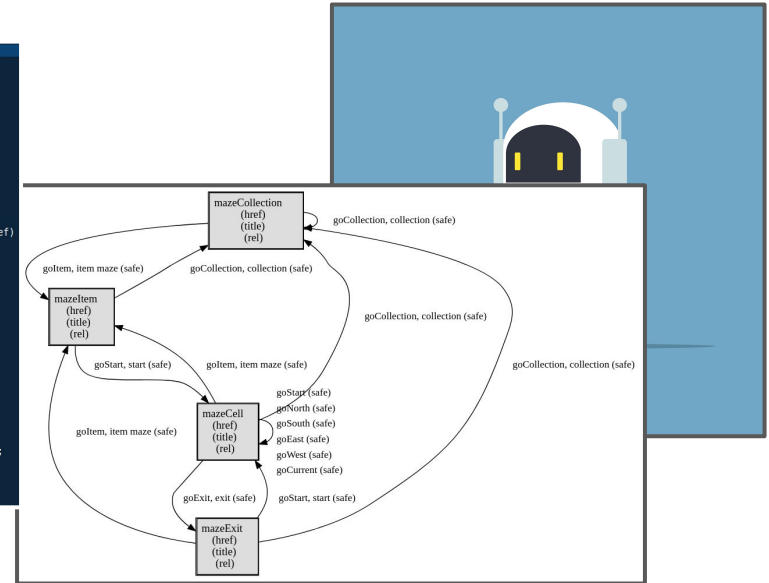 ef)
;
mazeCollection
(href)
(title)
(rel)
goCollection, collection (safe)
goItem, item maze (safe)
goCollection, collection (safe)
mazeItem
(href)
(title)
(rel)
goCollection, collection (safe)
goStart, start (safe)
goItem, item maze (safe)
goCollection, collection (safe)
goStart (safe)
goNorth (safe)
goSouth (safe)
goEast (safe)
goWest (safe)
goCurrent (safe)
mazeCell
(href)
(title)
(rel)
goItem, item maze (safe)
goExit, exit (safe)
goStart, start (safe)
mazeExit
(href)
(title)
(rel)